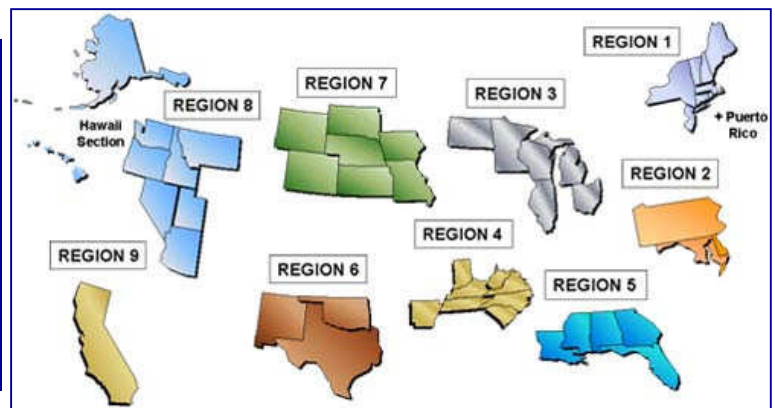 REGION 1
REGION 7
REGION 3
REGION 8
Hawaii
Section
+ Puerto
Rico
REGION 2
REGION 4
REGION 9
REGION 6
REGION 5